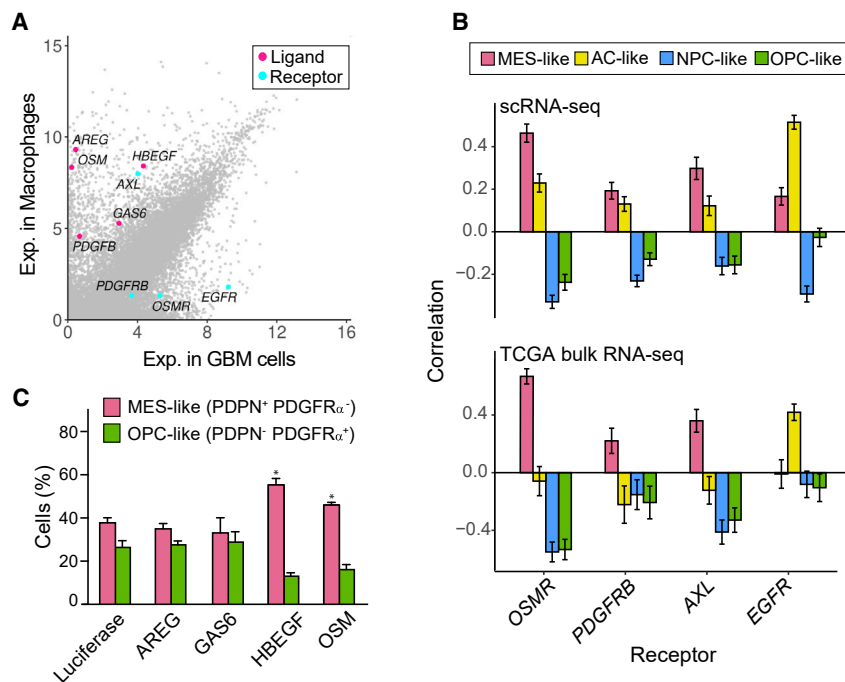 A
15
10
5
0
0
4
8
12
16
Exp. in Macrophages
Exp. in GBM cells
Ligand
Receptor
AREG
OSM
HBEGF
AXL
GAS6
PDGFB
PDGFRB
OSMR
EGFR
B
MES-like
AC-like
NPC-like
OPC-like
scRNA-seq
0.4
0.0
−0.2
TCGA bulk RNA-seq
0.4
0.0
−0.4
Correlation
OSMR
PDGFRB
AXL
EGFR
Receptor
C
MES-like (PDPN⁺ PDGFRα⁻)
OPC-like (PDPN⁻ PDGFRα⁺)
80
60
40
20
0
Cells (%)
*
*
Luciferase
AREG
GAS6
HBEGF
OSM